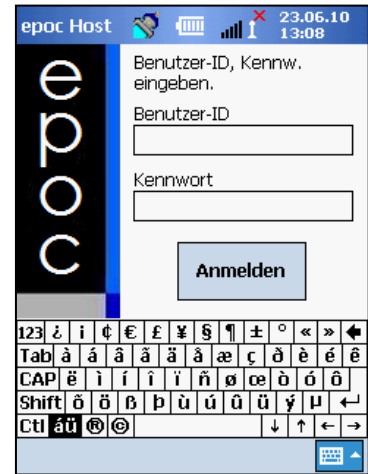 epoc Host 23.06.10
13:08
epoc
Benutzer-ID, Kennw.
eingeben.
Benutzer-ID
Kennwort
Anmelden
123 ¿ ¡ ¢ € £ ¥ § ¶ ± ° « » 🡄
Tab à á â ã ä å æ ç ð è é ê
CAP ë ì í î ï ñ ø œ ò ó ô
Shift õ ö ß þ ù ú û ü ý µ ↵
Ctl áü ® © ↓ ↑ ← →